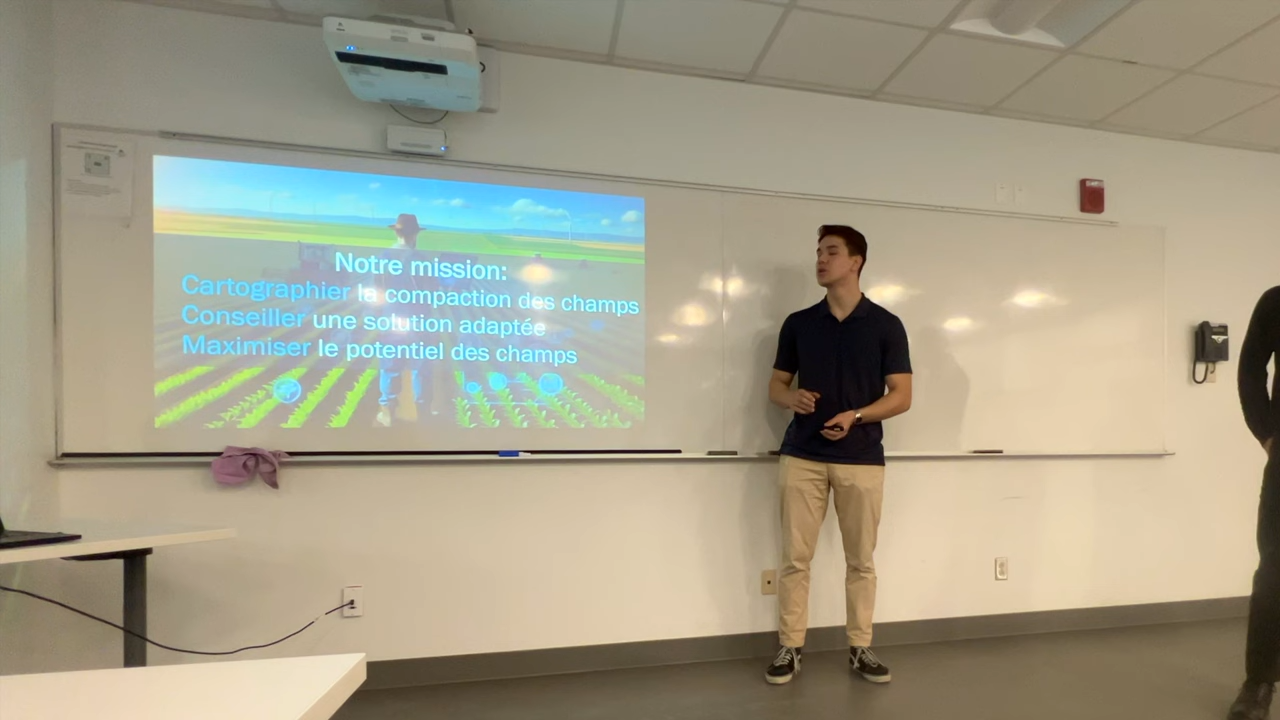 Notre mission:
Cartographier la compaction des champs
Conseiller une solution adaptée
Maximiser le potentiel des champs